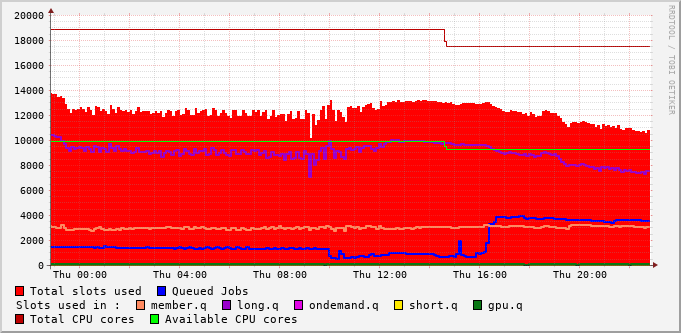 20000
18000
16000
14000
12000
10000
8000
6000
4000
2000
0
Thu 00:00 Thu 04:00 Thu 08:00 Thu 12:00 Thu 16:00 Thu 20:00
Total slots used Queued Jobs
Slots used in : member.q long.q ondemand.q short.q gpu.q
Total CPU cores Available CPU cores
RRDTOOL / TOBI OETIKER